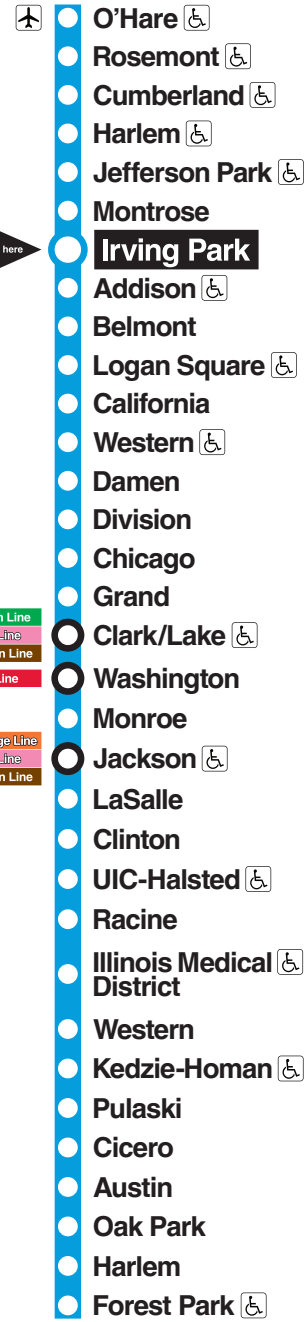 O'Hare
Rosemont
Cumberland
Harlem
Jefferson Park
Montrose
here
Irving Park
Addison
Belmont
Logan Square
California
Western
Damen
Division
Chicago
Grand
Line
Line
Clark/Lake
Line
Line
Washington
Monroe
Line
Line
Jackson
Line
LaSalle
Clinton
UIC-Halsted
Racine
Illinois Medical
District
Western
Kedzie-Homan
Pulaski
Cicero
Austin
Oak Park
Harlem
Forest Park